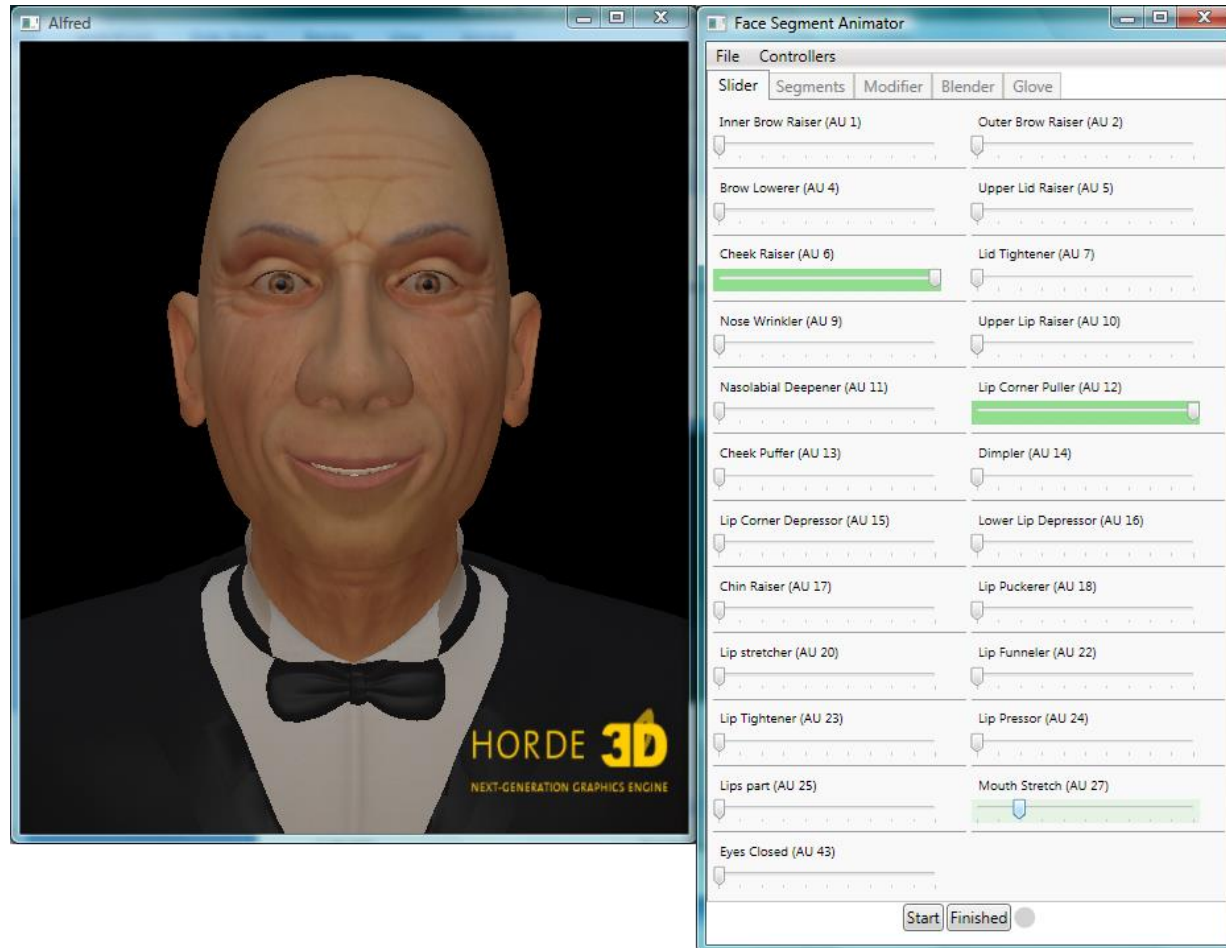 Alfred
HORDE 3D
NEXT-GENERATION GRAPHICS ENGINE
Face Segment Animator
File Controllers
Slider Segments Modifier Blender Glove
Inner Brow Raiser (AU 1) Outer Brow Raiser (AU 2)
Brow Lowerer (AU 4) Upper Lid Raiser (AU 5)
Cheek Raiser (AU 6) Lid Tightener (AU 7)
Nose Wrinkler (AU 9) Upper Lip Raiser (AU 10)
Nasolabial Deepener (AU 11) Lip Corner Puller (AU 12)
Cheek Puffer (AU 13) Dimpler (AU 14)
Lip Corner Depressor (AU 15) Lower Lip Depressor (AU 16)
Chin Raiser (AU 17) Lip Puckerer (AU 18)
Lip stretcher (AU 20) Lip Funneler (AU 22)
Lip Tightener (AU 23) Lip Pressor (AU 24)
Lips part (AU 25) Mouth Stretch (AU 27)
Eyes Closed (AU 43)
Start Finished